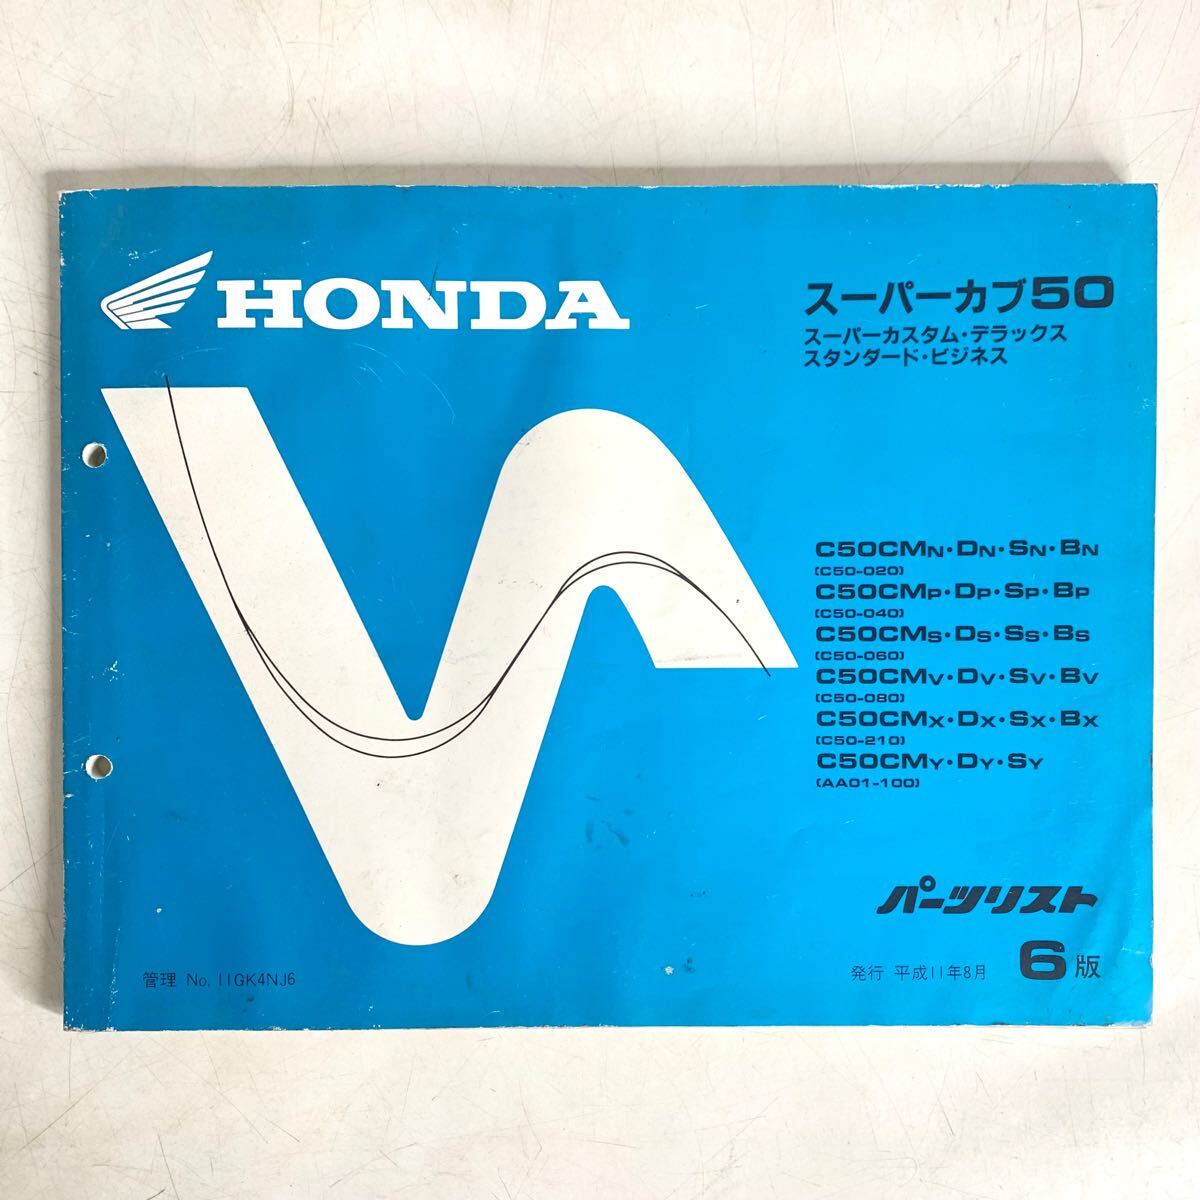 HONDA
スーパーカブ50
スーパーカスタム・デラックス
スタンダード・ビジネス
C50CMN・DN・SN・BN
(C50-020)
C50CMP・DP・SP・BP
(C50-040)
C50CMS・DS・SS・BS
(C50-060)
C50CMV・DV・SV・BV
(C50-080)
C50CMX・DX・SX・BX
(C50-210)
C50CMY・DY・SY
(AA01-100)
パーツリスト
管理 No. 11GK4NJ6
発行 平成11年8月 6版